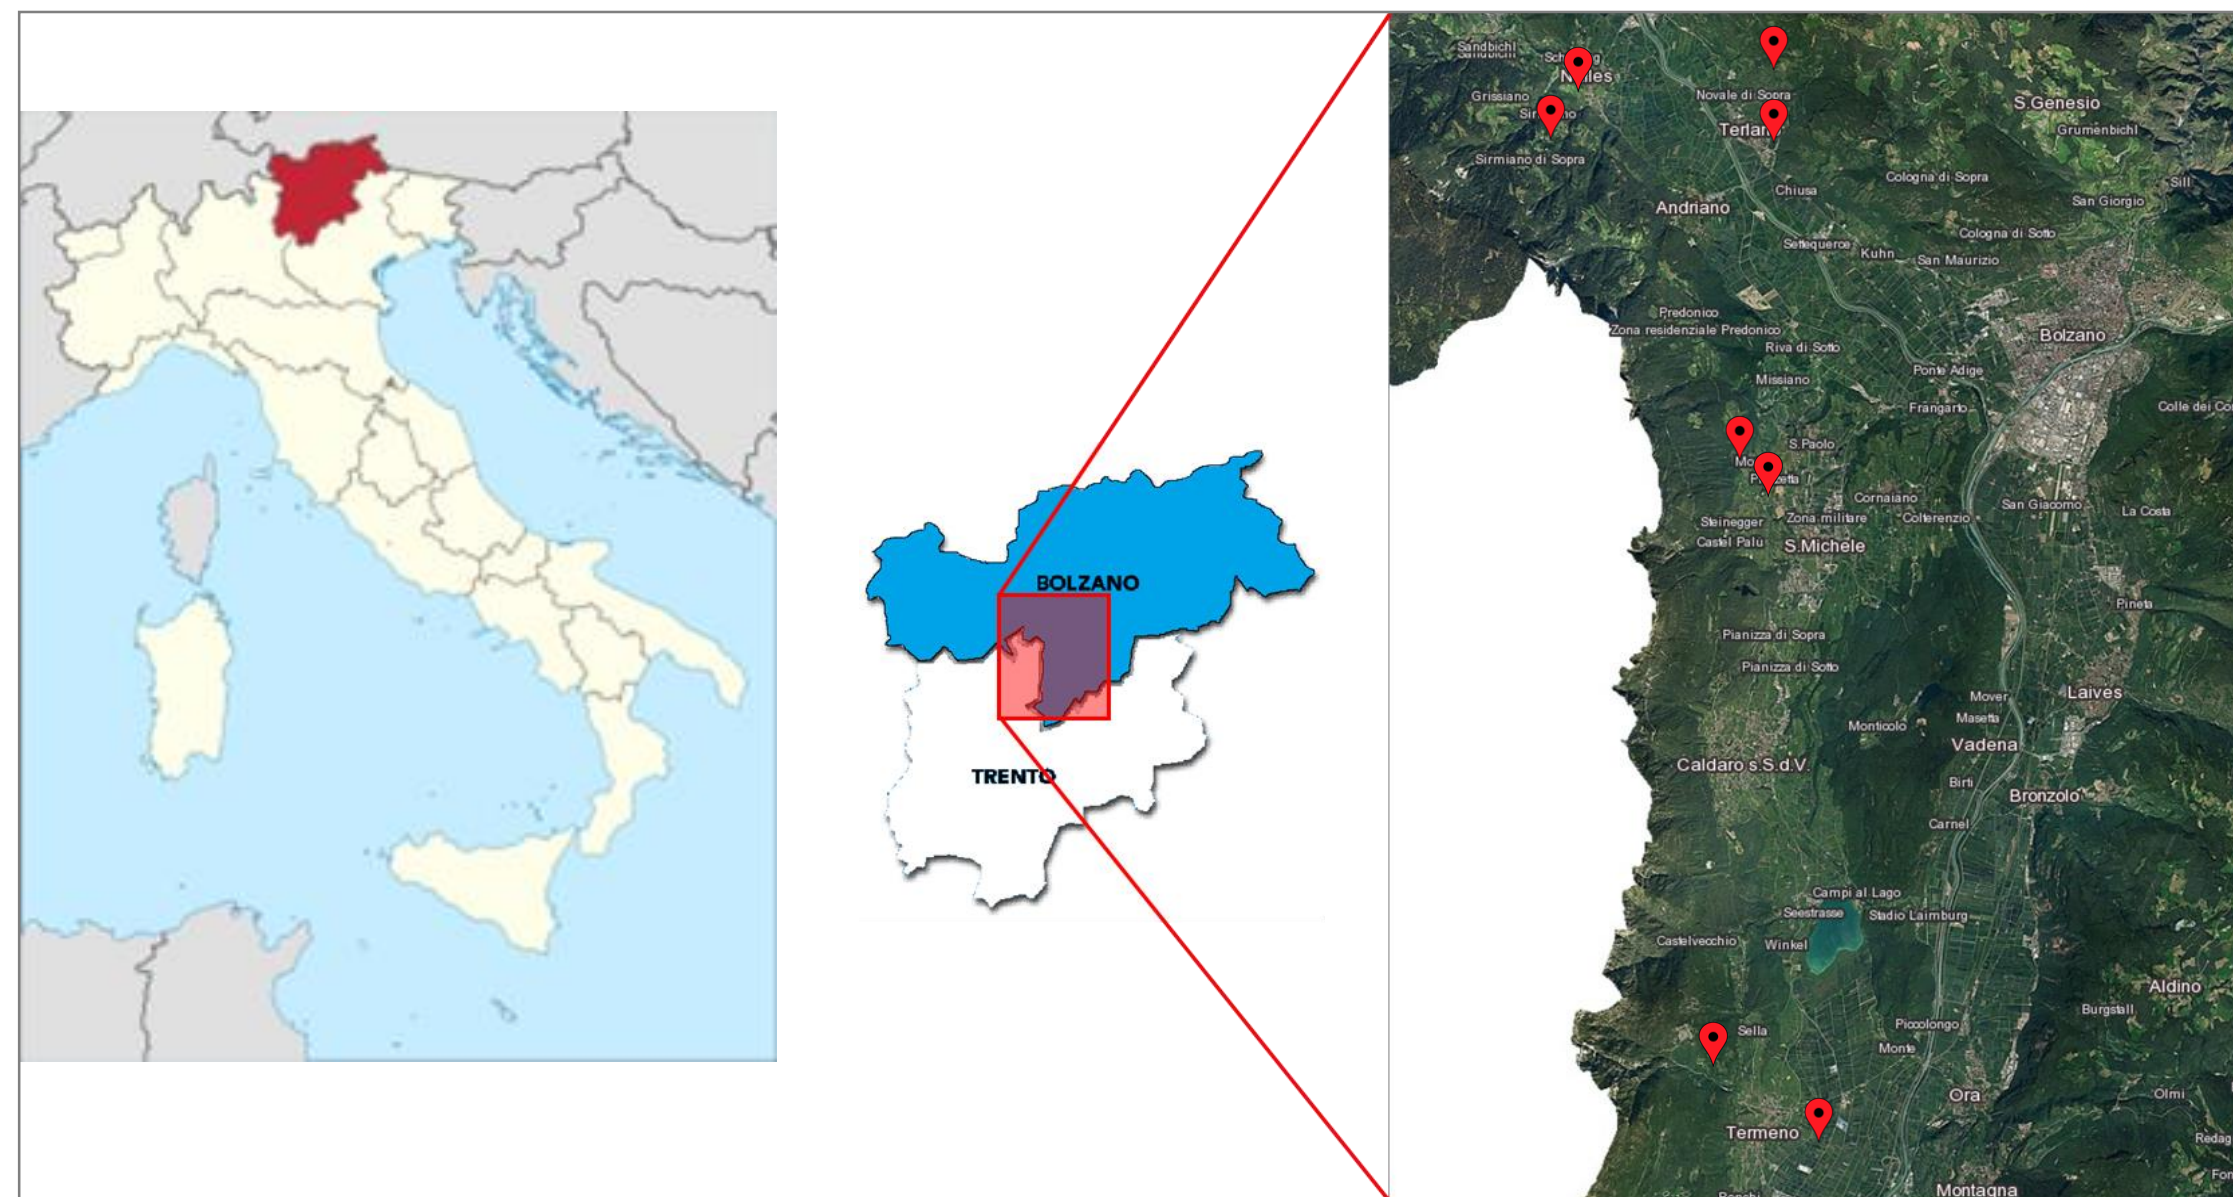 BOLZANO
TRENTO
Sandbichl
Grissiano
Sirmiano di Sopra
Novale di Sopra
S.Genesio
Grumenbichl
Chiusa
Cologna di Sopra
Sill
San Giorgio
Andriano
Settequerce
Cologna di Sotto
Kuhn
San Maurizio
Predonico
Zona residenziale Predonico
Riva di Sotto
Bolzano
Missiano
Ponte Adige
Frangarto
Colle dei Co
S.Paolo
Cornaiano
Steinegger
Zona militare
Colterenzio
San Giacomo
La Costa
Castel Palù
S.Michele
Pineta
Pianizza di Sopra
Pianizza di Sotto
Mover
Laives
Masetta
Monticolo
Vadena
Caldaro s.S.d.V.
Birti
Bronzolo
Carnel
Campi al Lago
Seestrasse
Stadio Laimburg
Castelvecchio
Winkel
Aldino
Burgstall
Sella
Piccolongo
Monte
Ora
Olmi
Termeno
Redag
Montagna